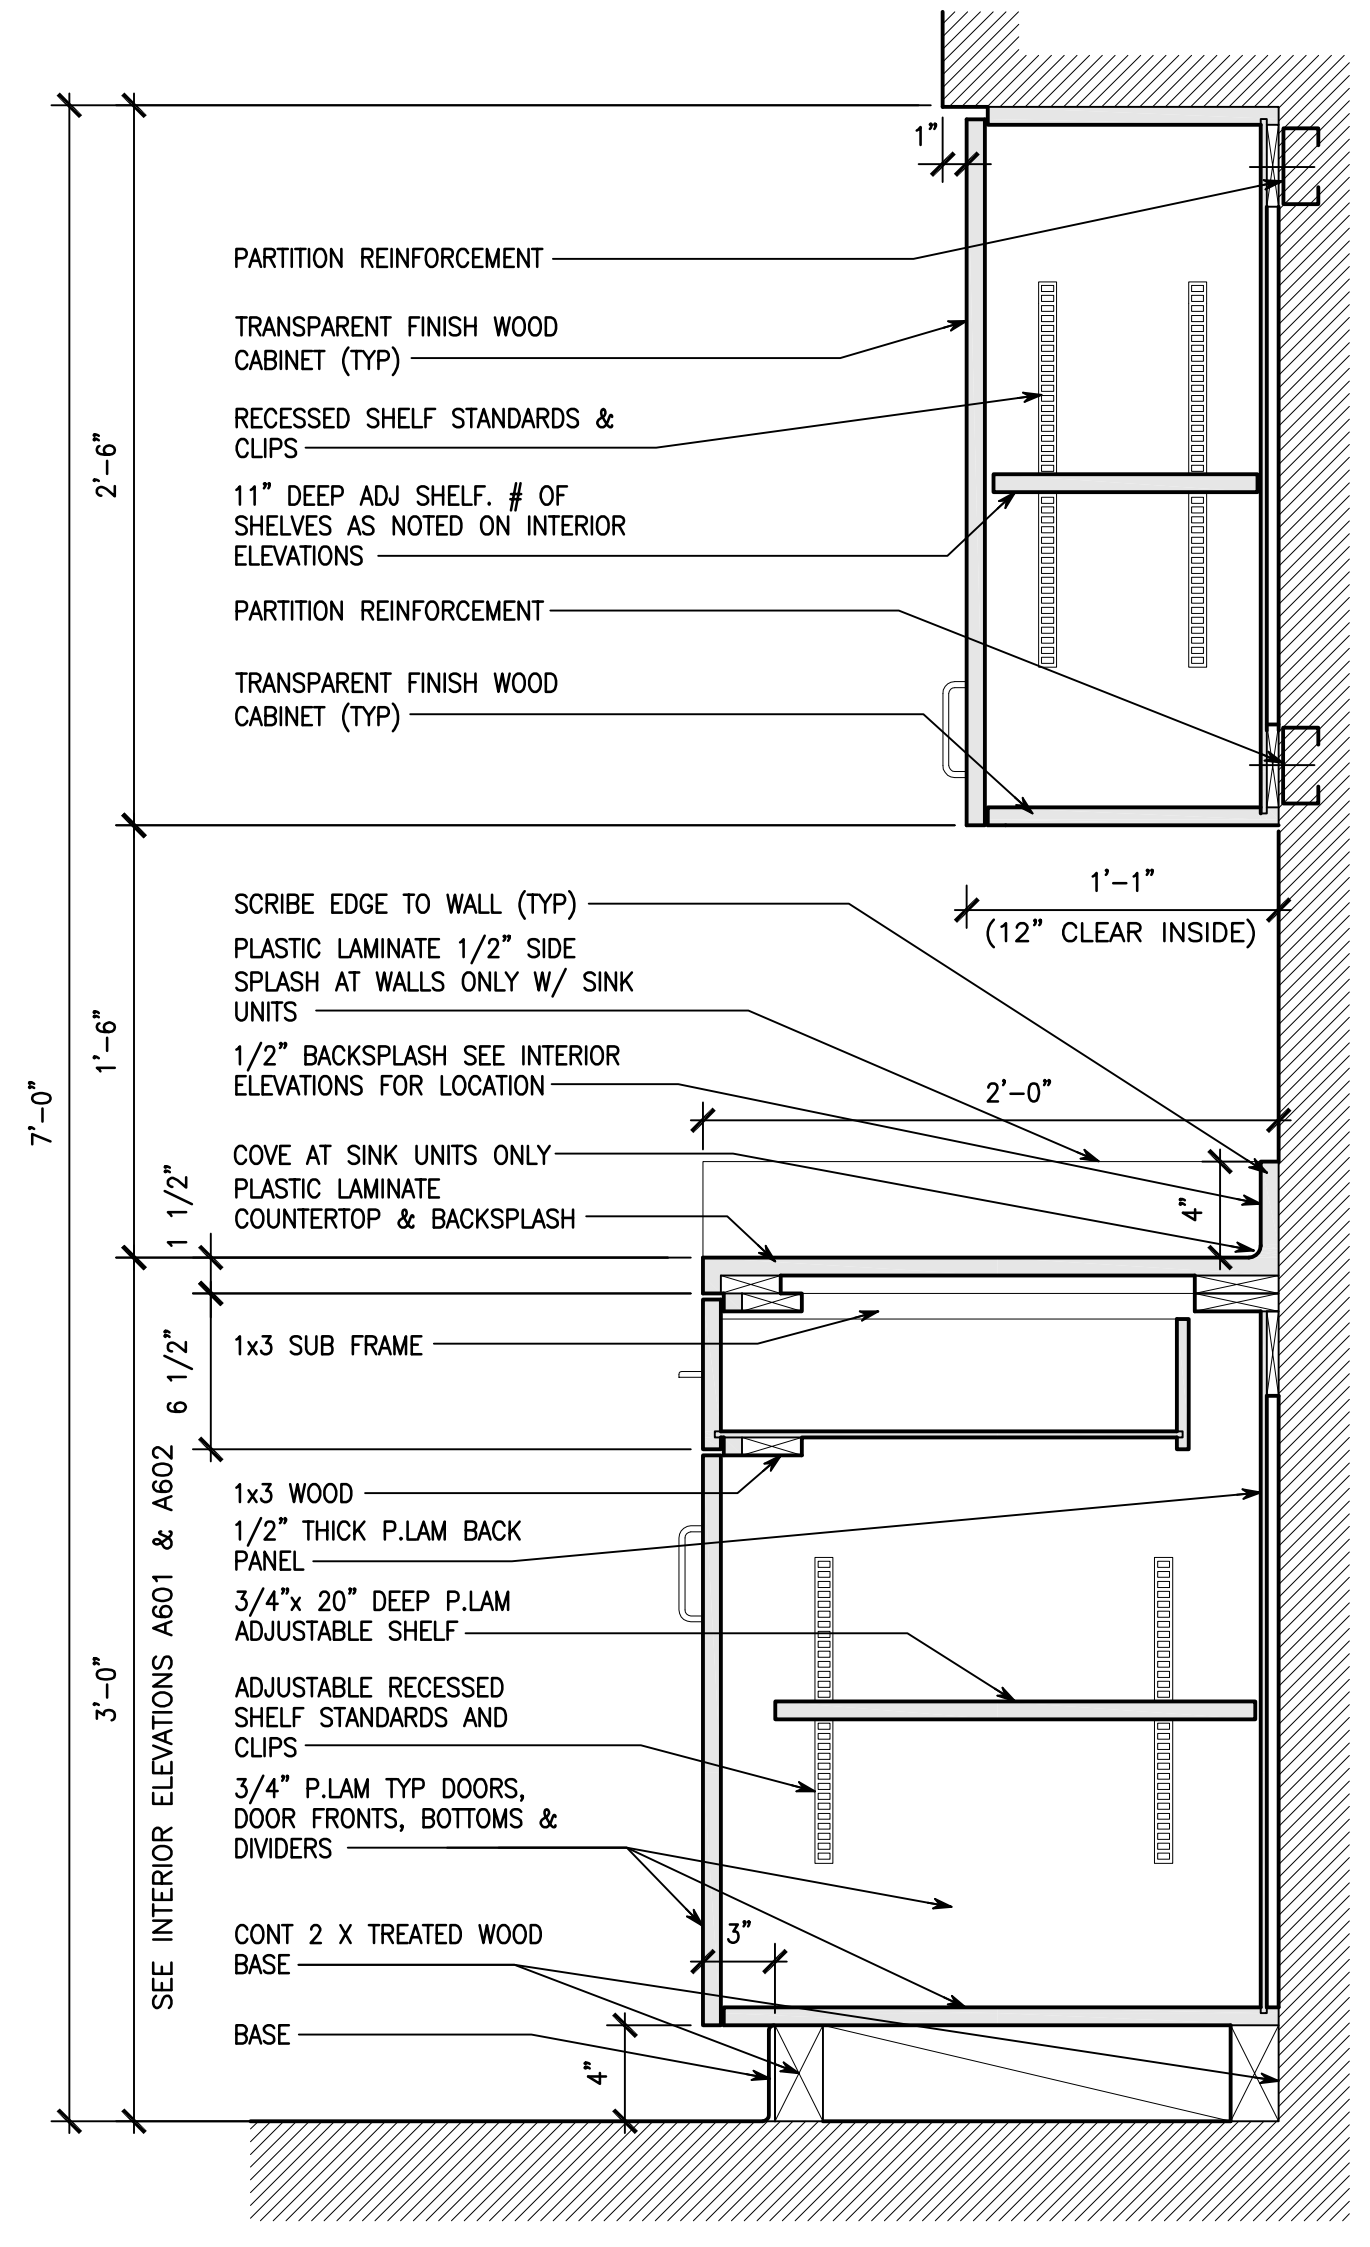 1"
PARTITION REINFORCEMENT
TRANSPARENT FINISH WOOD
CABINET (TYP)
RECESSED SHELF STANDARDS &
CLIPS
11" DEEP ADJ SHELF. # OF
SHELVES AS NOTED ON INTERIOR
ELEVATIONS
PARTITION REINFORCEMENT
TRANSPARENT FINISH WOOD
CABINET (TYP)
2'-6"
1'-1"
(12" CLEAR INSIDE)
SCRIBE EDGE TO WALL (TYP)
PLASTIC LAMINATE 1/2" SIDE
SPLASH AT WALLS ONLY W/ SINK
UNITS
1/2" BACKSPLASH SEE INTERIOR
ELEVATIONS FOR LOCATION
1'-6"
7'-0"
2'-0"
COVE AT SINK UNITS ONLY
PLASTIC LAMINATE
COUNTERTOP & BACKSPLASH
4"
1 1/2"
6 1/2"
1x3 SUB FRAME
1x3 WOOD
1/2" THICK P.LAM BACK
PANEL
3/4"x 20" DEEP P.LAM
ADJUSTABLE SHELF
3'-0"
SEE INTERIOR ELEVATIONS A601 & A602
ADJUSTABLE RECESSED
SHELF STANDARDS AND
CLIPS
3/4" P.LAM TYP DOORS,
DOOR FRONTS, BOTTOMS &
DIVIDERS
3"
CONT 2 X TREATED WOOD
BASE
BASE
4"